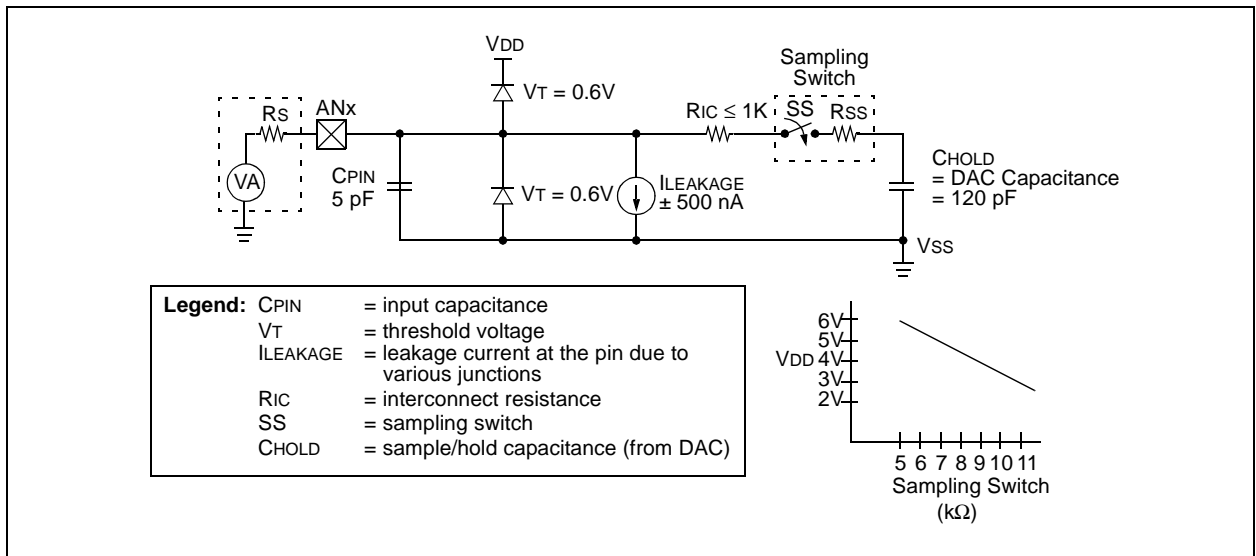 VDD
Sampling
Switch
VT = 0.6V
RS
ANx
RIC ≤ 1K
SS
RSS
VA
CPIN
5 pF
VT = 0.6V
ILEAKAGE
± 500 nA
CHOLD
= DAC Capacitance
= 120 pF
VSS
Legend: CPIN = input capacitance
VT = threshold voltage
ILEAKAGE = leakage current at the pin due to
various junctions
RIC = interconnect resistance
SS = sampling switch
CHOLD = sample/hold capacitance (from DAC)
6V
5V
VDD 4V
3V
2V
5 6 7 8 9 10 11
Sampling Switch
(kΩ)